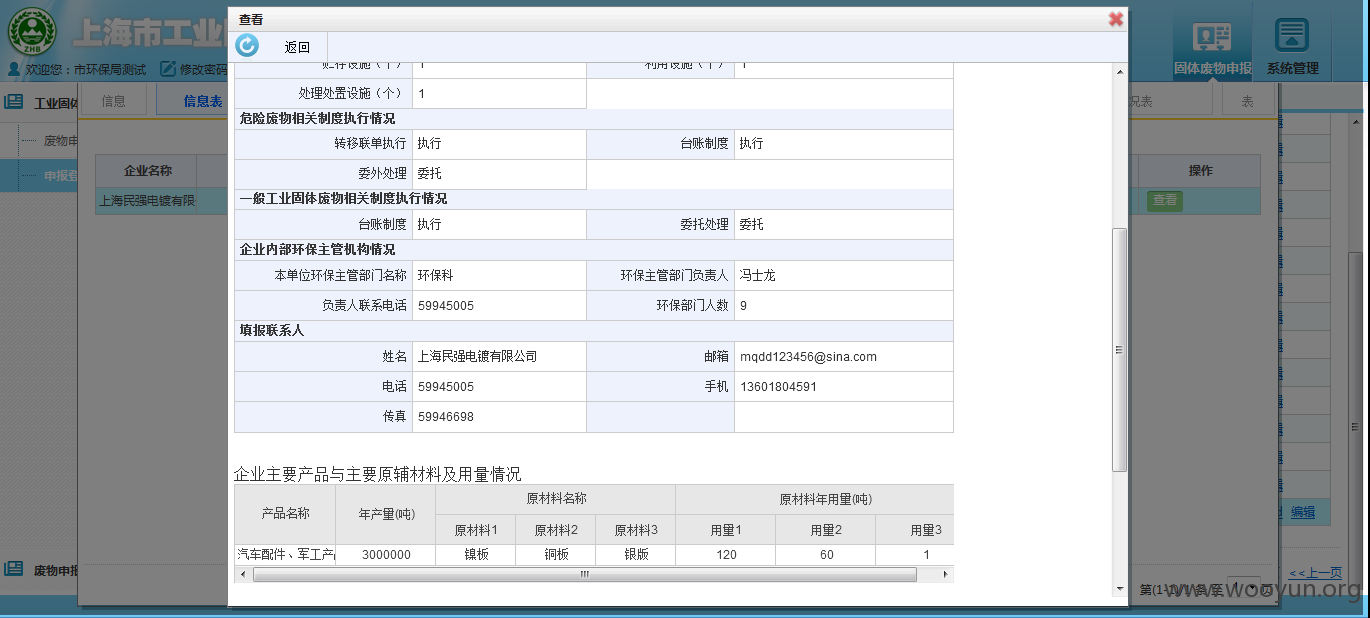 上海市工业
欢迎您：市环保局测试 修改密码
固体废物申报 系统管理
工业固体
废物申
申报登
废物申报
信息 信息表 况表 表
企业名称 操作
上海民强电镀有限 查看
查看
返回
贮存设施（个） 1 利用设施（个） 1
处理处置设施（个） 1
危险废物相关制度执行情况
转移联单执行 执行 台账制度 执行
委外处理 委托
一般工业固体废物相关制度执行情况
台账制度 执行 委托处理 委托
企业内部环保主管机构情况
本单位环保主管部门名称 环保科 环保主管部门负责人 冯士龙
负责人联系电话 59945005 环保部门人数 9
填报联系人
姓名 上海民强电镀有限公司 邮箱 mqdd123456@sina.com
电话 59945005 手机 13601804591
传真 59946698
企业主要产品与主要原辅材料及用量情况
产品名称 年产量(吨) 原材料名称 原材料年用量(吨)
原材料1 原材料2 原材料3 用量1 用量2 用量3
汽车配件、军工产 3000000 镍板 铜板 银版 120 60 1
编辑
<<上一页
www.wooyun.org
ZHB